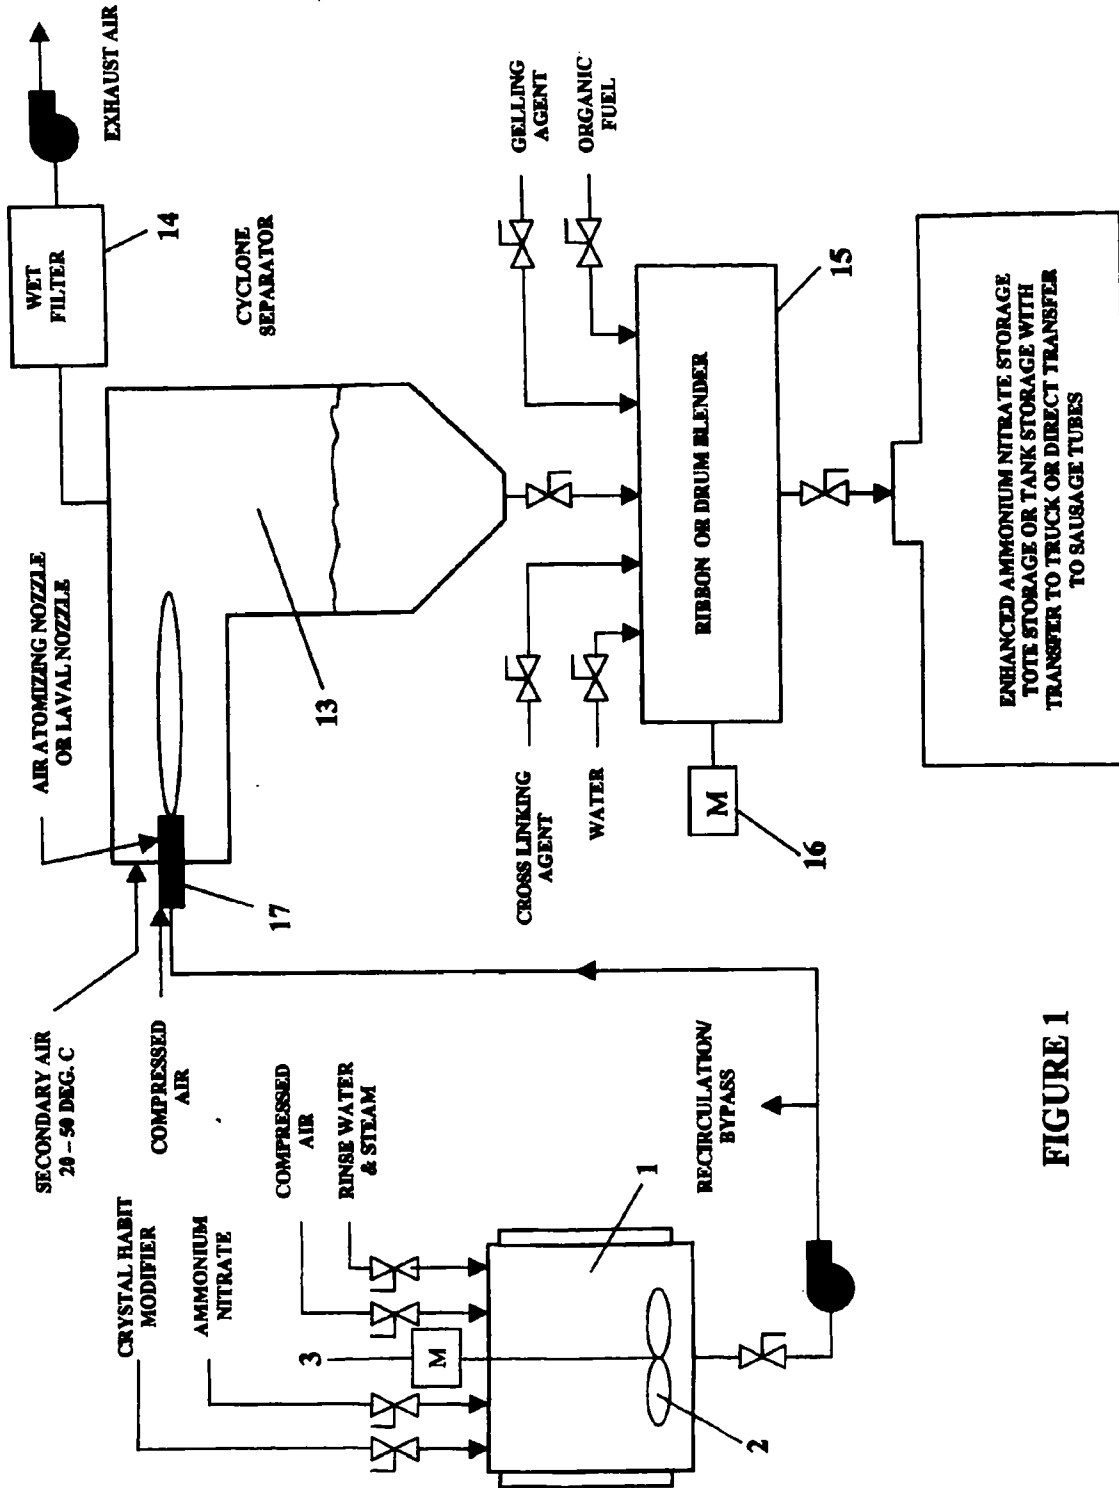 EXHAUST AIR
WET
FILTER
14
CYCLONE
SEPARATOR
AIR ATOMIZING NOZZLE
OR LAVAL NOZZLE
13
17
SECONDARY AIR
20 – 50 DEG. C
COMPRESSED
AIR
CRYSTAL HABIT
MODIFIER
AMMONIUM
NITRATE
COMPRESSED
AIR
RINSE WATER
& STEAM
3
M
1
2
RECIRCULATION/
BYPASS
GELLING
AGENT
ORGANIC
FUEL
CROSS LINKING
AGENT
WATER
RIBBON OR DRUM BLENDER
15
M
16
ENHANCED AMMONIUM NITRATE STORAGE
TOTE STORAGE OR TANK STORAGE WITH
TRANSFER TO TRUCK OR DIRECT TRANSFER
TO SAUSAGE TUBES
FIGURE 1